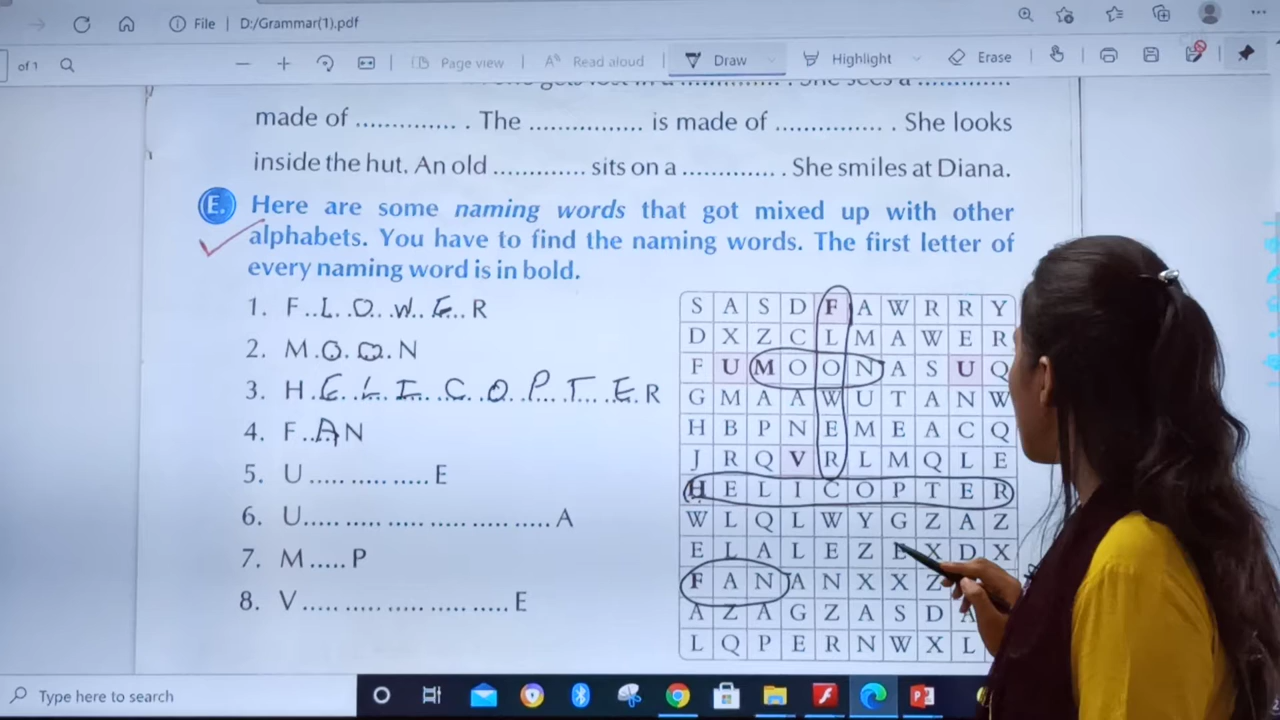 File | D:/Grammar(1).pdf
of 1
Page view
Read aloud
Draw
Highlight
Erase
made of .............. . The ................ is made of ............... . She looks
inside the hut. An old ............. sits on a ............. . She smiles at Diana.
E. Here are some naming words that got mixed up with other
alphabets. You have to find the naming words. The first letter of
every naming word is in bold.
1. F..L..O..W..E..R
2. M.O.O.N
3. H.E..L..I..C..O..P..T..E.R
4. F..A.N
5. U..... ..... .....E
6. U..... ..... ..... ..... ..... .....A
7. M.....P
8. V..... ..... ..... ..... .....E
S A S D F A W R R Y
D X Z C L M A W E R
F U M O O N A S U Q
G M A A W U T A N W
H B P N E M E A C Q
J R Q V R L M Q L E
H E L I C O P T E R
W L Q L W Y G Z A Z
E L A L E Z X D X
F A N A N X X Z
A Z A G Z A S D A
L Q P E R N W X L
Type here to search